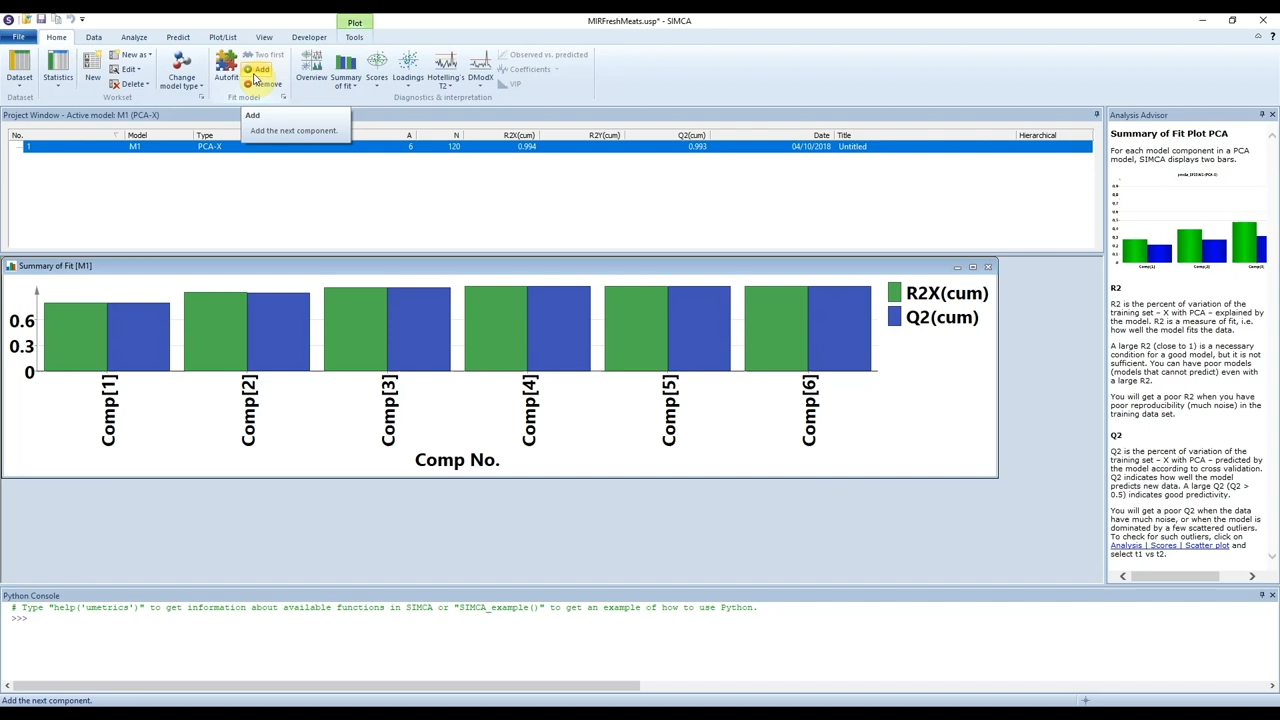 MIRFreshMeats.usp* - SIMCA
Plot
File Home Data Analyze Predict Plot/List View Developer Tools
Dataset
Statistics
New
New as
Edit
Delete
Change model type
Autofit
Two first
Add
Remove
Overview
Summary of fit
Scores
Loadings
Hotelling's T2
DModX
Observed vs. predicted
Coefficients
VIP
Dataset Workset Fit model Diagnostics & interpretation
Add
Add the next component.
Project Window - Active model: M1 (PCA-X)
No. Model Type A N R2X(cum) R2Y(cum) Q2(cum) Date Title Hierarchical
1 M1 PCA-X 6 120 0.994 0.993 04/10/2018 Untitled
Summary of Fit [M1]
0.6
0.3
0
Comp[1] Comp[2] Comp[3] Comp[4] Comp[5] Comp[6]
Comp No.
R2X(cum)
Q2(cum)
Analysis Advisor
Summary of Fit Plot PCA
For each model component in a PCA
model, SIMCA displays two bars.
Comp[1] Comp[2]
R2
R2 is the percent of variation of the
training set – X with PCA – explained by
the model. R2 is a measure of fit, i.e.
how well the model fits the data.
A large R2 (close to 1) is a necessary
condition for a good model, but it is not
sufficient. You can have poor models
(models that cannot predict) even with
a large R2.
You will get a poor R2 when you have
poor reproducibility (much noise) in the
training data set.
Q2
Q2 is the percent of variation of the
training set – X with PCA – predicted by
the model according to cross validation.
Q2 indicates how well the model
predicts new data. A large Q2 (Q2 >
0.5) indicates good predictivity.
You will get a poor Q2 when the data
have much noise, or when the model is
dominated by a few scattered outliers.
To check for such outliers, click on
Analysis | Scores | Scatter plot and
select t1 vs t2.
Python Console
# Type "help('umetrics')" to get information about available functions in SIMCA or "SIMCA_example()" to get an example of how to use Python.
>>>
Add the next component.